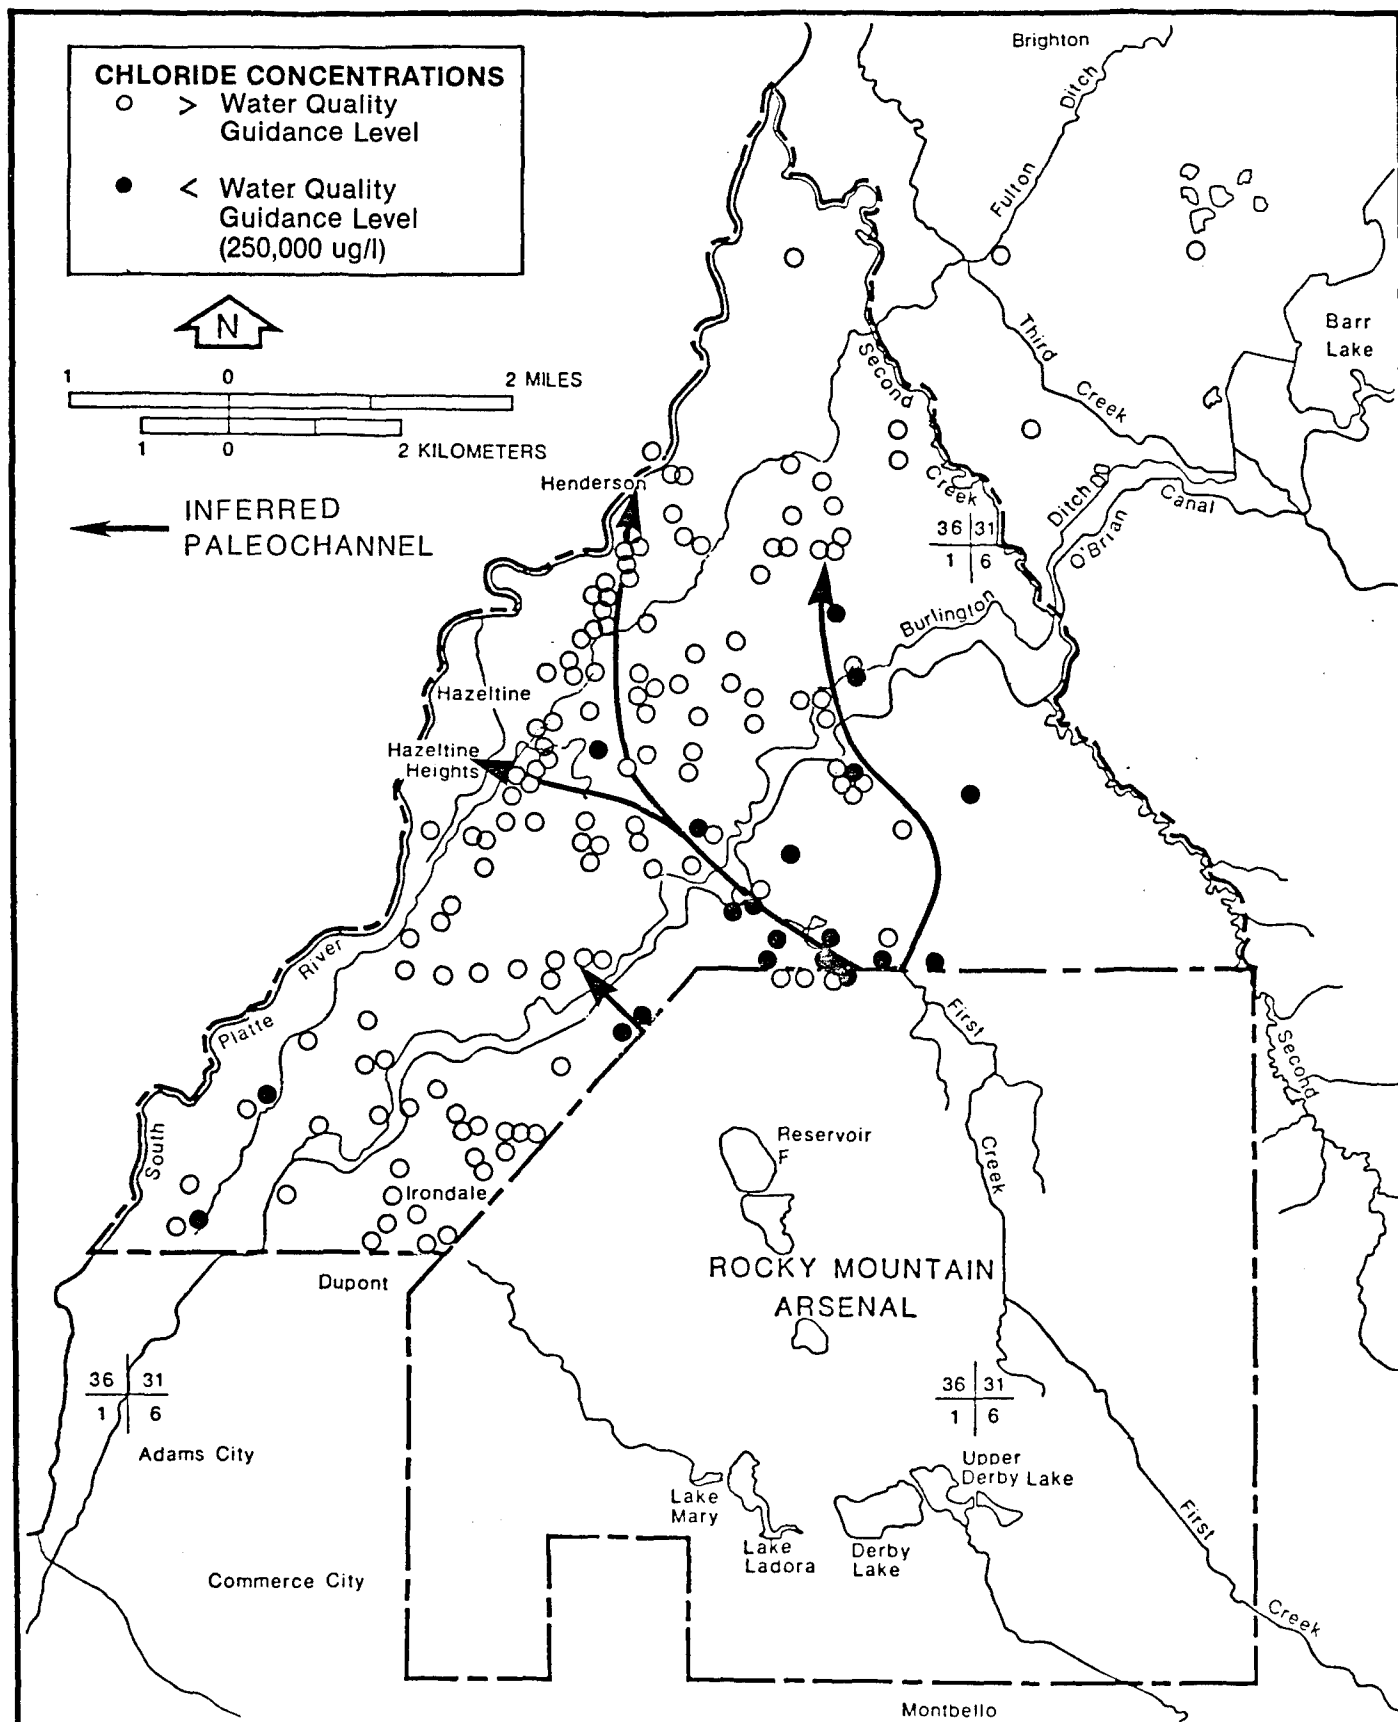 CHLORIDE CONCENTRATIONS
> Water Quality
Guidance Level
< Water Quality
Guidance Level
(250,000 ug/l)
N
1 0 2 MILES
1 0 2 KILOMETERS
INFERRED
PALEOCHANNEL
Brighton
Fulton Ditch
Barr
Lake
Third Creek
Second Creek
Henderson
36 31
1 6
Ditch
O'Brian Canal
Burlington
Hazeltine
Hazeltine
Heights
South Platte River
First Creek
Second
Reservoir
F
Irondale
Dupont
ROCKY MOUNTAIN
ARSENAL
36 31
1 6
Adams City
36 31
1 6
Upper
Derby Lake
Lake
Mary
Lake
Ladora
Derby
Lake
First Creek
Commerce City
Montbello